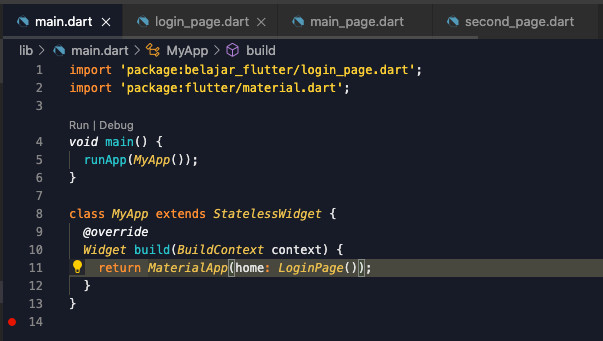 main.dart × login_page.dart × main_page.dart second_page.dart
lib > main.dart > MyApp > build
1 import 'package:belajar_flutter/login_page.dart';
2 import 'package:flutter/material.dart';
3
Run | Debug
4 void main() {
5   runApp(MyApp());
6 }
7
8 class MyApp extends StatelessWidget {
9   @override
10   Widget build(BuildContext context) {
11     return MaterialApp(home: LoginPage());
12   }
13 }
14